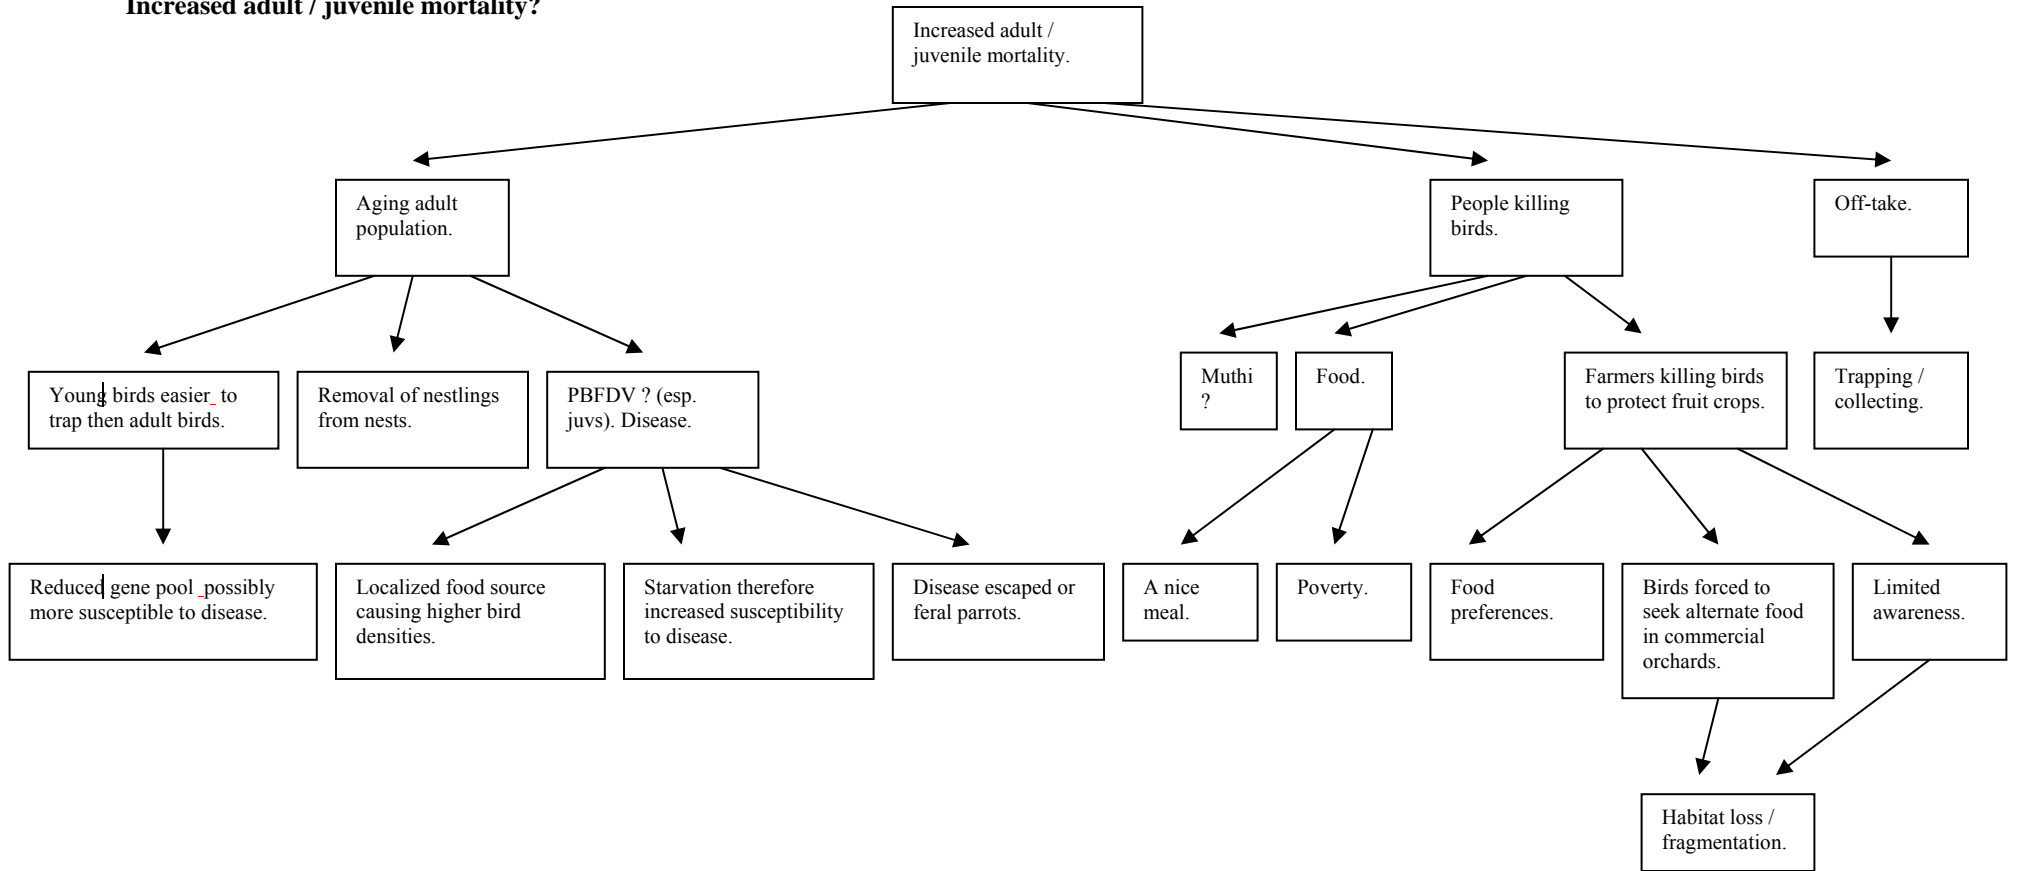 Increased adult / juvenile mortality?
Increased adult /
juvenile mortality.
Aging adult
population.
People killing
birds.
Off-take.
Young birds easier to
trap then adult birds.
Removal of nestlings
from nests.
PBFDV ? (esp.
juvs). Disease.
Muthi
?
Food.
Farmers killing birds
to protect fruit crops.
Trapping /
collecting.
Reduced gene pool possibly
more susceptible to disease.
Localized food source
causing higher bird
densities.
Starvation therefore
increased susceptibility
to disease.
Disease escaped or
feral parrots.
A nice
meal.
Poverty.
Food
preferences.
Birds forced to
seek alternate food
in commercial
orchards.
Limited
awareness.
Habitat loss /
fragmentation.